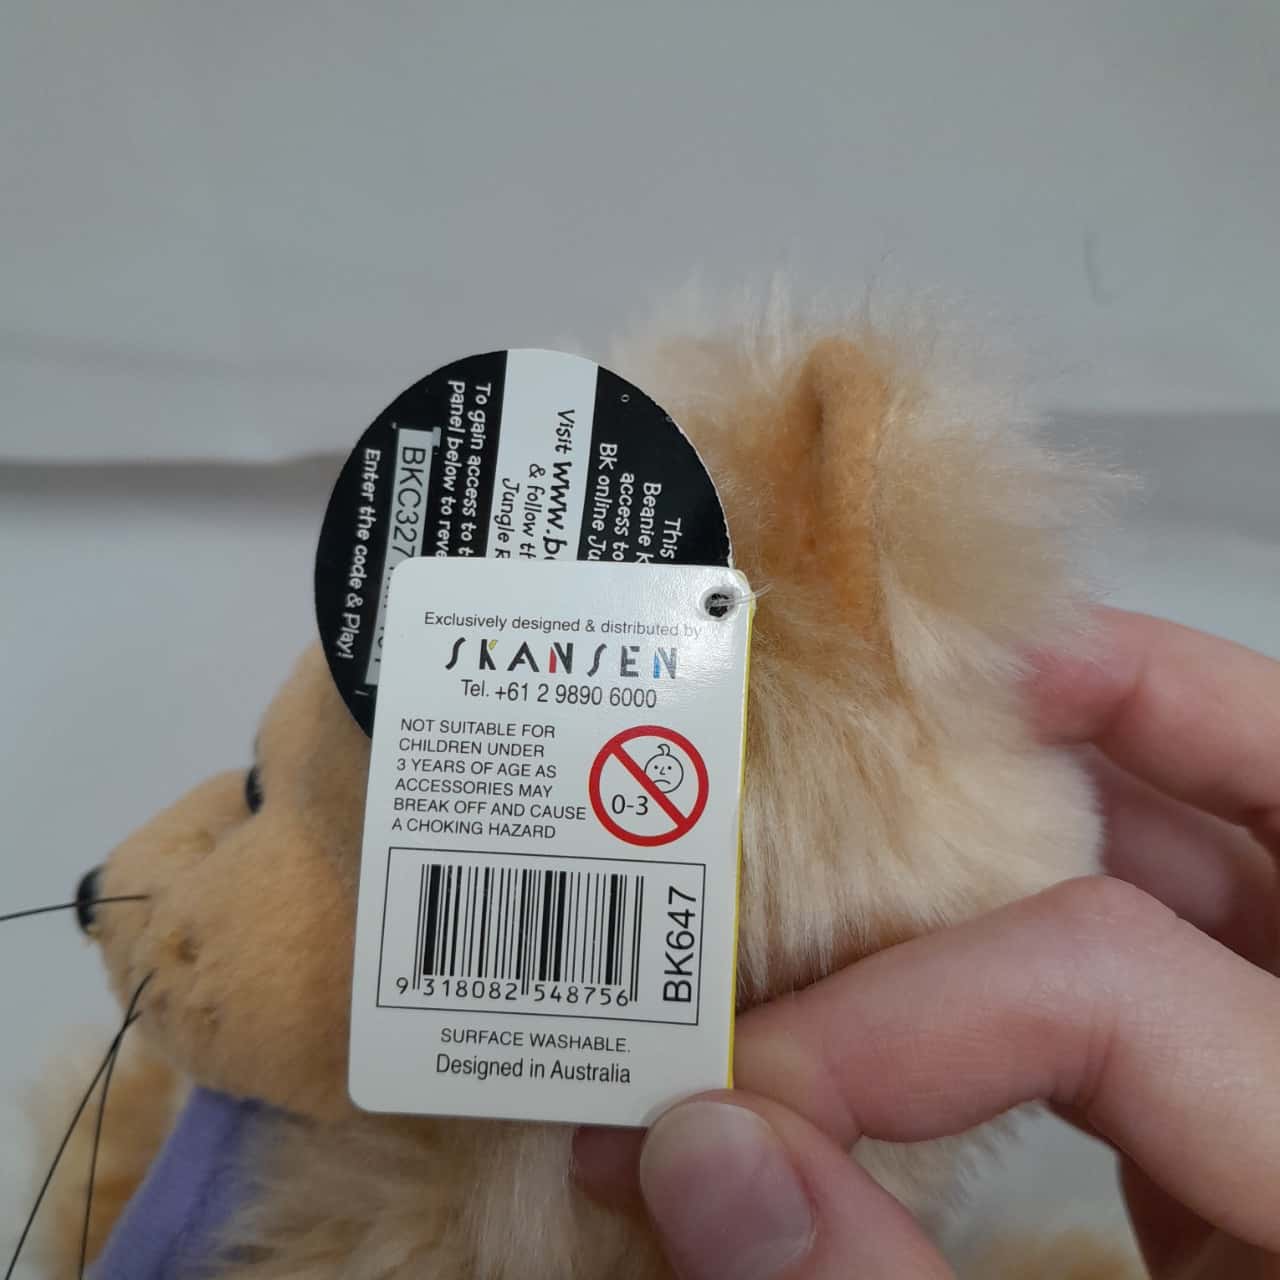 This
Beanie K
access to
BK online Ju
Visit www.b
& follow th
Jungle
To gain access to t
panel below to reve
BKC327
Enter the code & Play!
Exclusively designed & distributed by
SKANSEN
Tel. +61 2 9890 6000
NOT SUITABLE FOR
CHILDREN UNDER
3 YEARS OF AGE AS
ACCESSORIES MAY
BREAK OFF AND CAUSE
A CHOKING HAZARD
0-3
9 318082 548756
BK647
SURFACE WASHABLE.
Designed in Australia